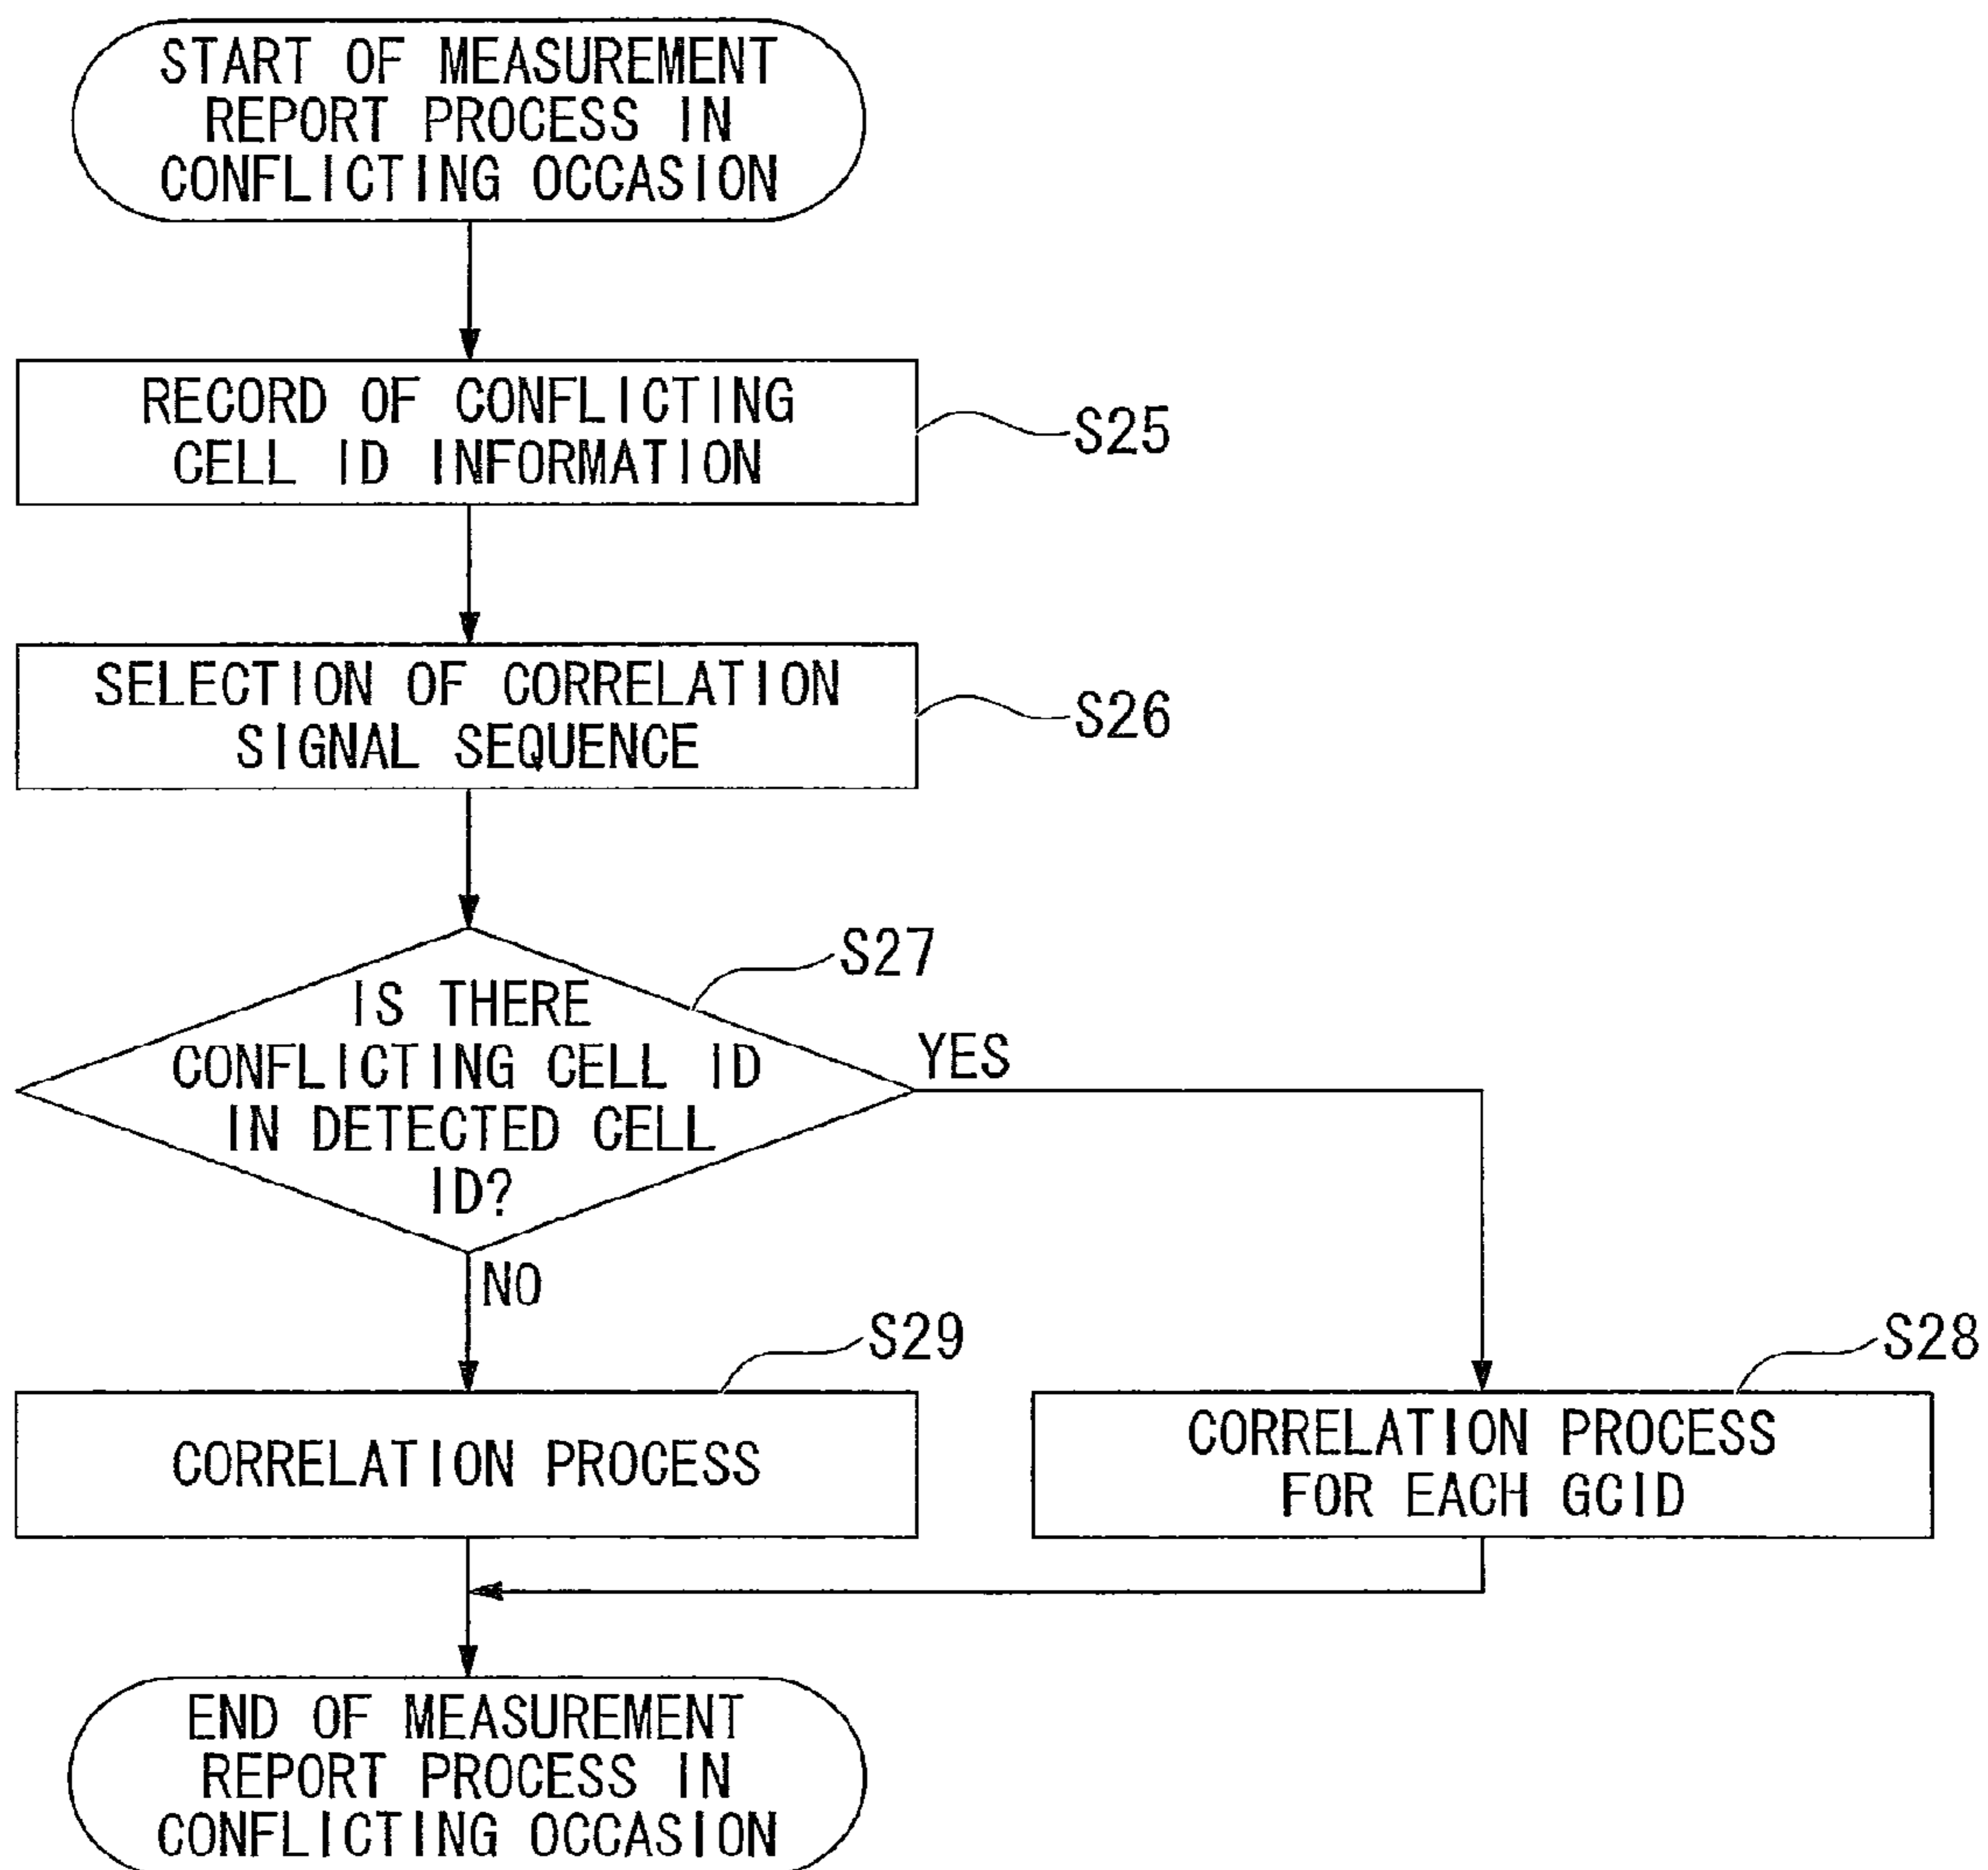 START OF MEASUREMENT
REPORT PROCESS IN
CONFLICTING OCCASION
RECORD OF CONFLICTING
CELL ID INFORMATION
S25
SELECTION OF CORRELATION
SIGNAL SEQUENCE
S26
S27
IS THERE
CONFLICTING CELL ID
IN DETECTED CELL
ID?
YES
NO
S29
CORRELATION PROCESS
S28
CORRELATION PROCESS
FOR EACH GCID
END OF MEASUREMENT
REPORT PROCESS IN
CONFLICTING OCCASION